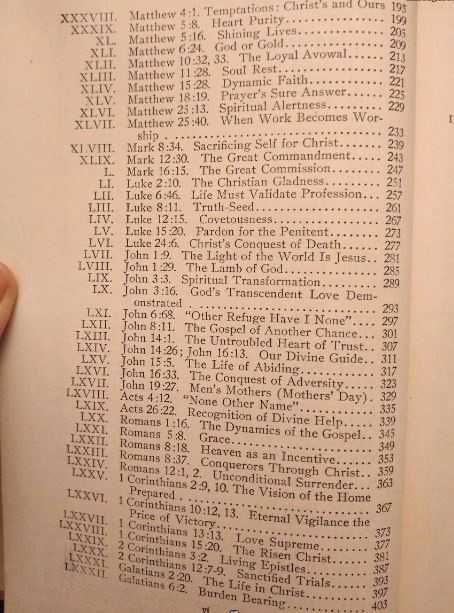 XXXVIII. Matthew 4:1. Temptations: Christ's and Ours 195
XXXIX. Matthew 5:8. Heart Purity 199
XL. Matthew 5:16. Shining Lives 205
XLI. Matthew 6:24. God or Gold 209
XLII. Matthew 10:32, 33. The Loyal Avowal 213
XLIII. Matthew 11:28. Soul Rest 217
XLIV. Matthew 15:28. Dynamic Faith 221
XLV. Matthew 18:19. Prayer's Sure Answer 225
XLVI. Matthew 25:13. Spiritual Alertness 229
XLVII. Matthew 25:40. When Work Becomes Wor-
ship 233
XLVIII. Mark 8:34. Sacrificing Self for Christ 239
XLIX. Mark 12:30. The Great Commandment 243
L. Mark 16:15. The Great Commission 247
LI. Luke 2:10. The Christian Gladness 251
LII. Luke 6:46. Life Must Validate Profession 257
LIII. Luke 8:11. Truth-Seed 261
LIV. Luke 12:15. Covetousness 267
LV. Luke 15:20. Pardon for the Penitent 273
LVI. Luke 24:6. Christ's Conquest of Death 277
LVII. John 1:9. The Light of the World Is Jesus 281
LVIII. John 1:29. The Lamb of God 285
LIX. John 3:3. Spiritual Transformation 289
LX. John 3:16. God's Transcendent Love Dem-
onstrated 293
LXI. John 6:68. "Other Refuge Have I None" 297
LXII. John 8:11. The Gospel of Another Chance 301
LXIII. John 14:1. The Untroubled Heart of Trust 307
LXIV. John 14:26; John 16:13. Our Divine Guide 311
LXV. John 15:5. The Life of Abiding 317
LXVI. John 16:33. The Conquest of Adversity 323
LXVII. John 19:27. Men's Mothers (Mothers' Day) 329
LXVIII. Acts 4:12. "None Other Name" 335
LXIX. Acts 26:22. Recognition of Divine Help 339
LXX. Romans 1:16. The Dynamics of the Gospel 345
LXXI. Romans 5:8. Grace 349
LXXII. Romans 8:18. Heaven as an Incentive 353
LXXIII. Romans 8:37. Conquerors Through Christ 359
LXXIV. Romans 12:1, 2. Unconditional Surrender 363
LXXV. 1 Corinthians 2:9, 10. The Vision of the Home
Prepared 367
LXXVI. 1 Corinthians 10:12, 13. Eternal Vigilance the
Price of Victory 373
LXXVII. 1 Corinthians 13:13. Love Supreme 377
LXXVIII. 1 Corinthians 15:20. The Risen Christ 381
LXXIX. 2 Corinthians 3:2. Living Epistles 387
LXXX. 2 Corinthians 12:7-9. Sanctified Trials 393
LXXXI. Galatians 2:20. The Life in Christ 397
LXXXII. Galatians 6:2. Burden Bearing 403